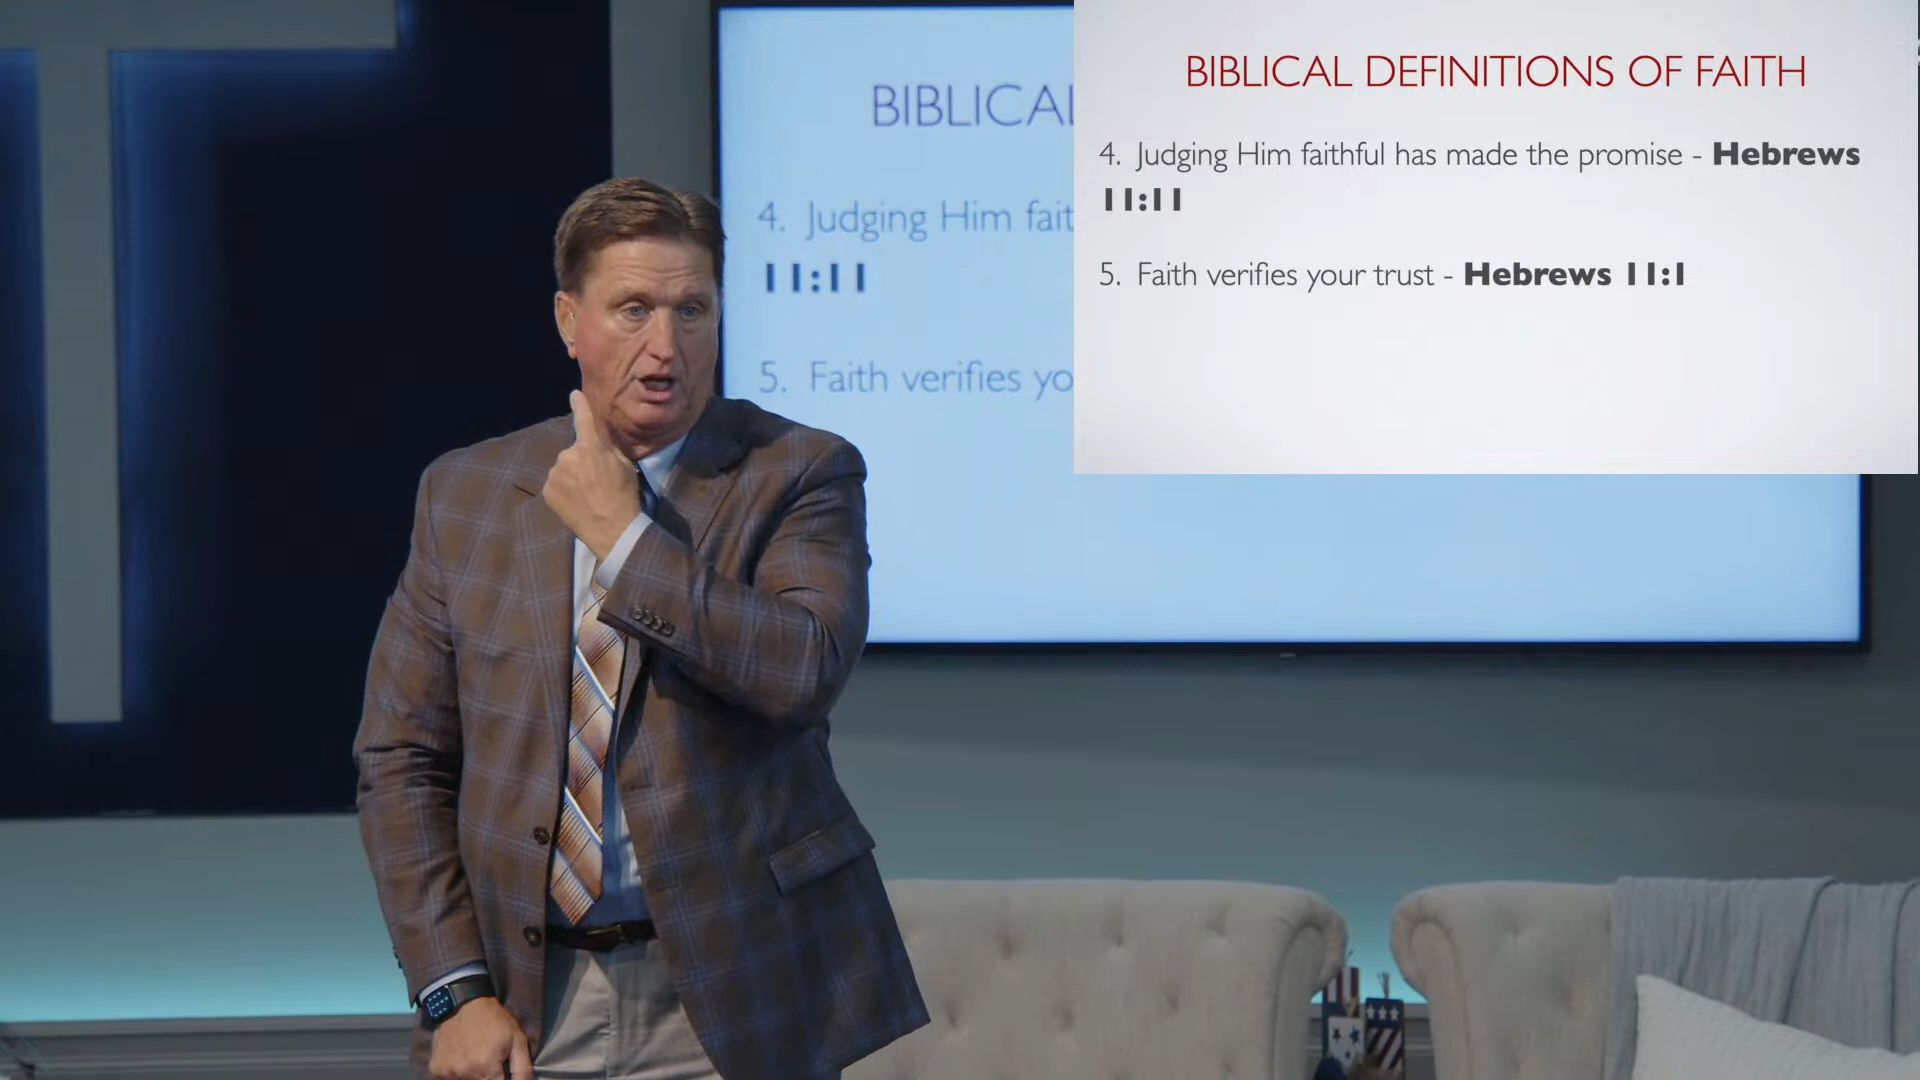 BIBLICAL DEFINITIONS OF FAITH
4. Judging Him faithful has made the promise - Hebrews
11:11
5. Faith verifies your trust - Hebrews 11:1
BIBLICAL
4. Judging Him fait
11:11
5. Faith verifies yo
T